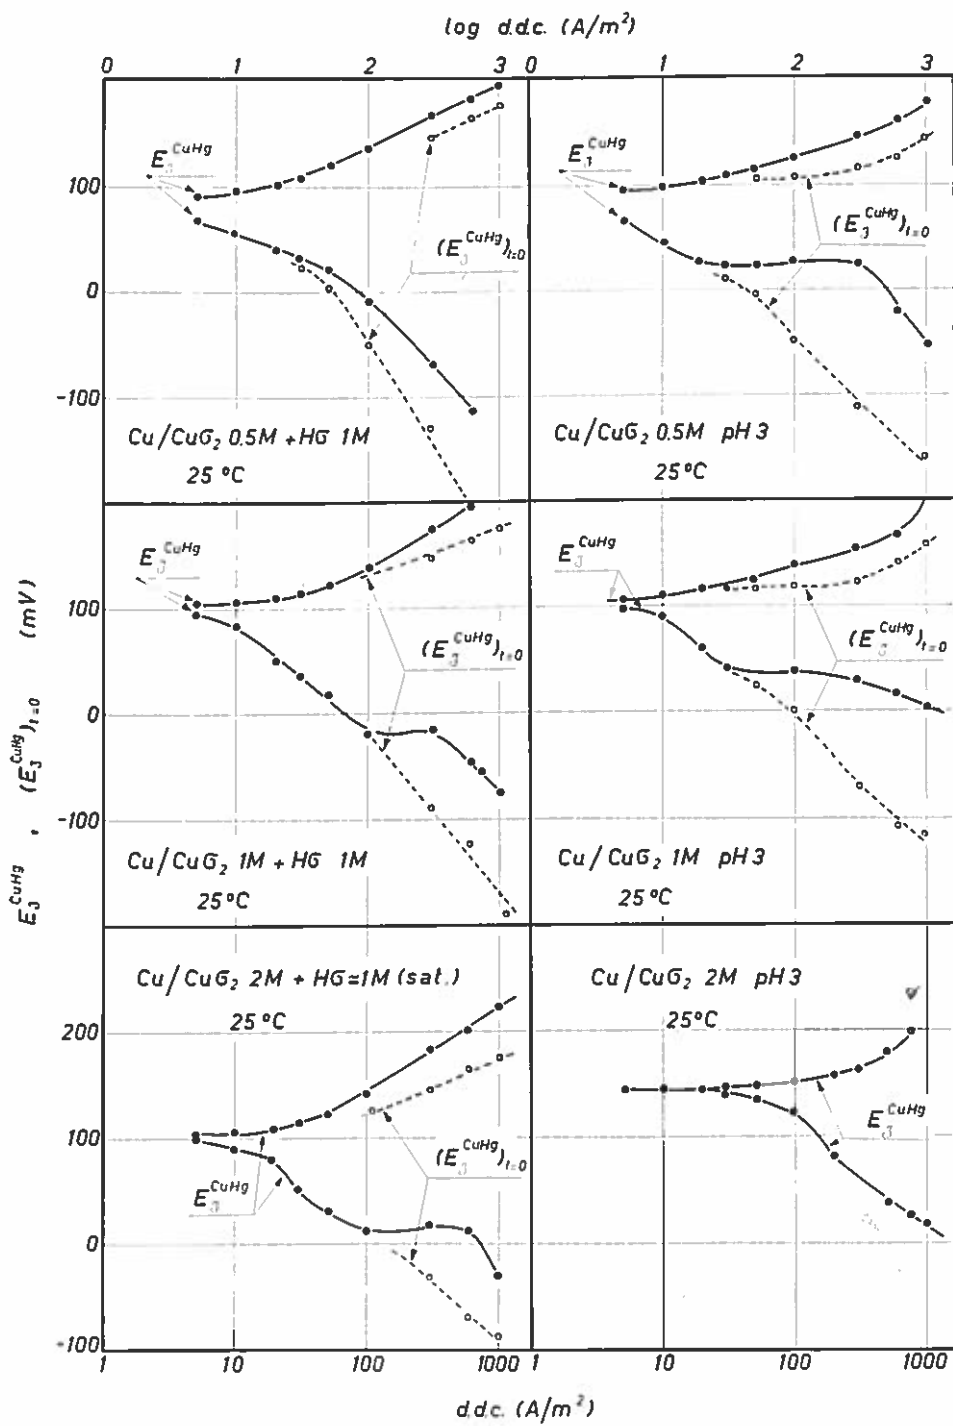 log d.d.c. (A/m²)
0 1 2 3 0 1 2 3
E₃^CuHg
100
(E₃^CuHg)t=0
0
-100
Cu/CuG₂ 0.5M + HG 1M
25 °C
E₃^CuHg
(E₃^CuHg)t=0
Cu/CuG₂ 0.5M pH 3
25 °C
E₃^CuHg
100
(E₃^CuHg)t=0
0
-100
Cu/CuG₂ 1M + HG 1M
25 °C
E₃^CuHg
(E₃^CuHg)t=0
Cu/CuG₂ 1M pH 3
25 °C
E₃^CuHg , (E₃^CuHg)t=0 (mV)
Cu/CuG₂ 2M + HG≃1M (sat.)
25 °C
200
100
(E₃^CuHg)t=0
E₃^CuHg
0
-100
Cu/CuG₂ 2M pH 3
25°C
E₃^CuHg
1 10 100 1000 1 10 100 1000
d.d.c. (A/m²)